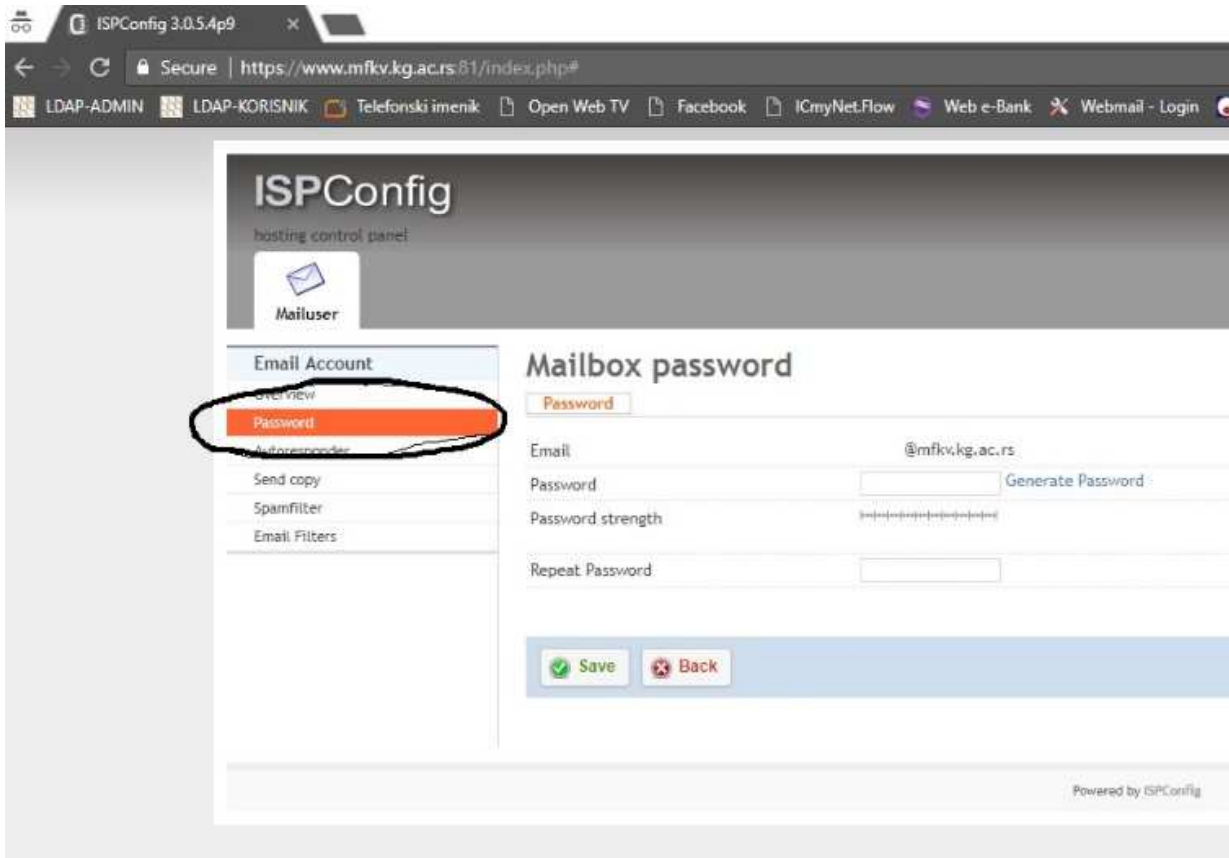 ISPConfig 3.0.5.4p9
Secure | https://www.mfkv.kg.ac.rs:81/index.php#
LDAP-ADMIN LDAP-KORISNIK Telefonski imenik Open Web TV Facebook ICmyNet.Flow Web e-Bank Webmail - Login
ISPConfig
hosting control panel
Mailuser
Email Account
Overview
Password
Autoresponder
Send copy
Spamfilter
Email Filters
Mailbox password
Password
Email @mfkv.kg.ac.rs
Password Generate Password
Password strength
Repeat Password
Save Back
Powered by ISPConfig